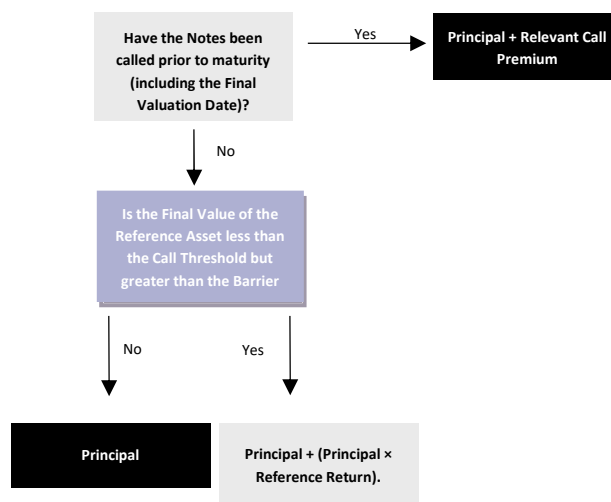 Have the Notes been
called prior to maturity
(including the Final
Valuation Date)?
Yes
Principal + Relevant Call
Premium
No
Is the Final Value of the
Reference Asset less than
the Call Threshold but
greater than the Barrier
No
Yes
Principal
Principal + (Principal ×
Reference Return).